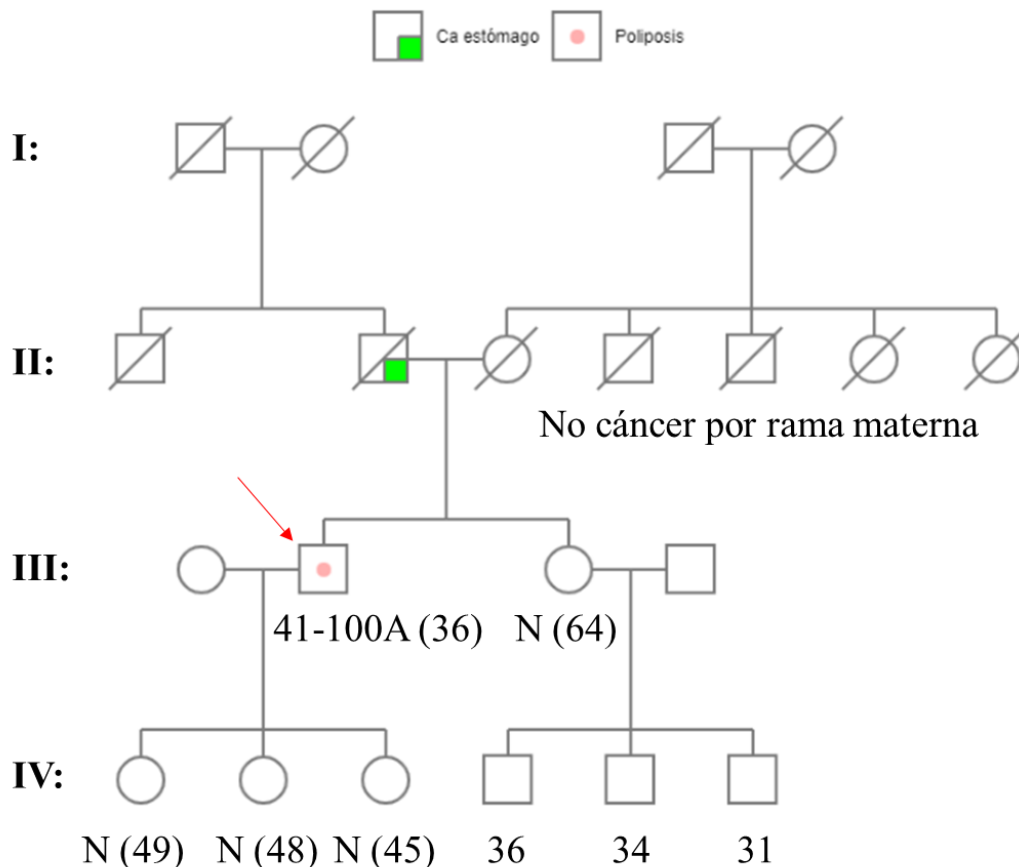 Ca estómago Poliposis
I:
II:
No cáncer por rama materna
III:
41-100A (36) N (64)
IV:
N (49) N (48) N (45) 36 34 31